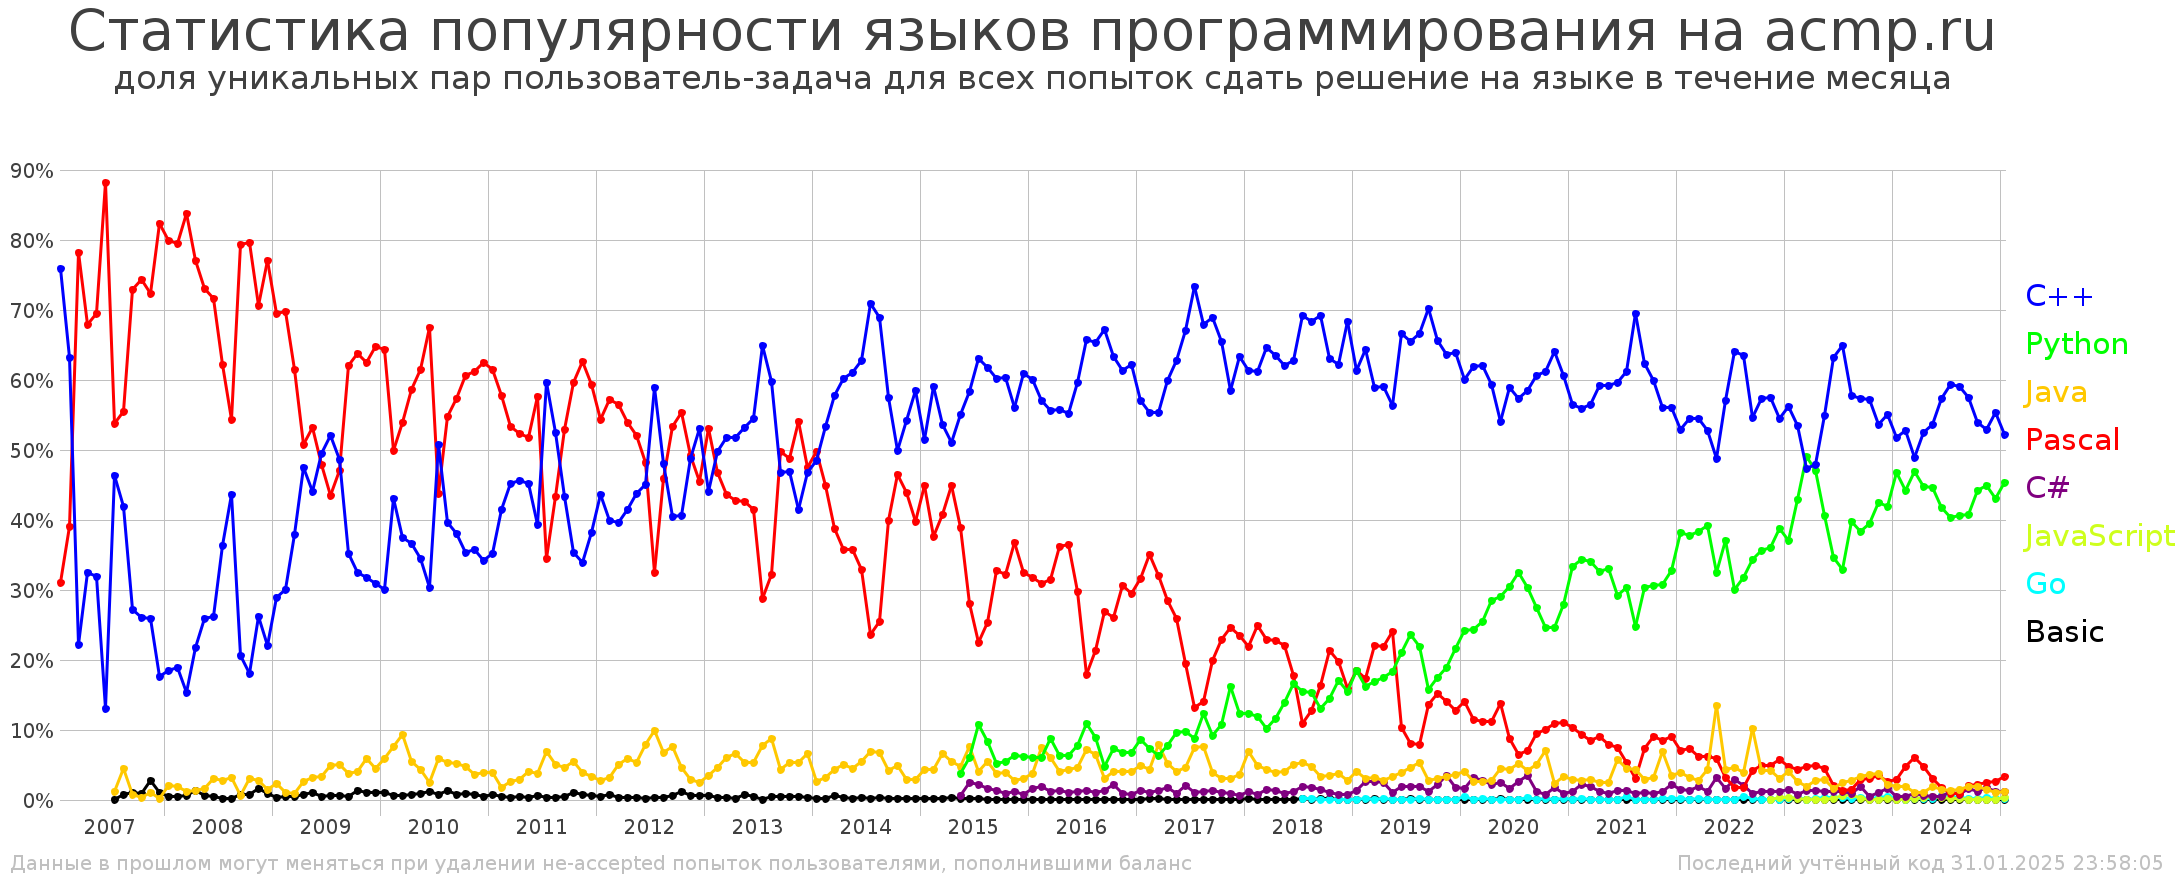 Статистика популярности языков программирования на acmp.ru
доля уникальных пар пользователь-задача для всех попыток сдать решение на языке в течение месяца
90%
80%
70%
60%
50%
40%
30%
20%
10%
0%
C++
Python
Java
Pascal
C#
JavaScript
Go
Basic
2007 2008 2009 2010 2011 2012 2013 2014 2015 2016 2017 2018 2019 2020 2021 2022 2023 2024
Данные в прошлом могут меняться при удалении не-accepted попыток пользователями, пополнившими баланс
Последний учтённый код 31.01.2025 23:58:05